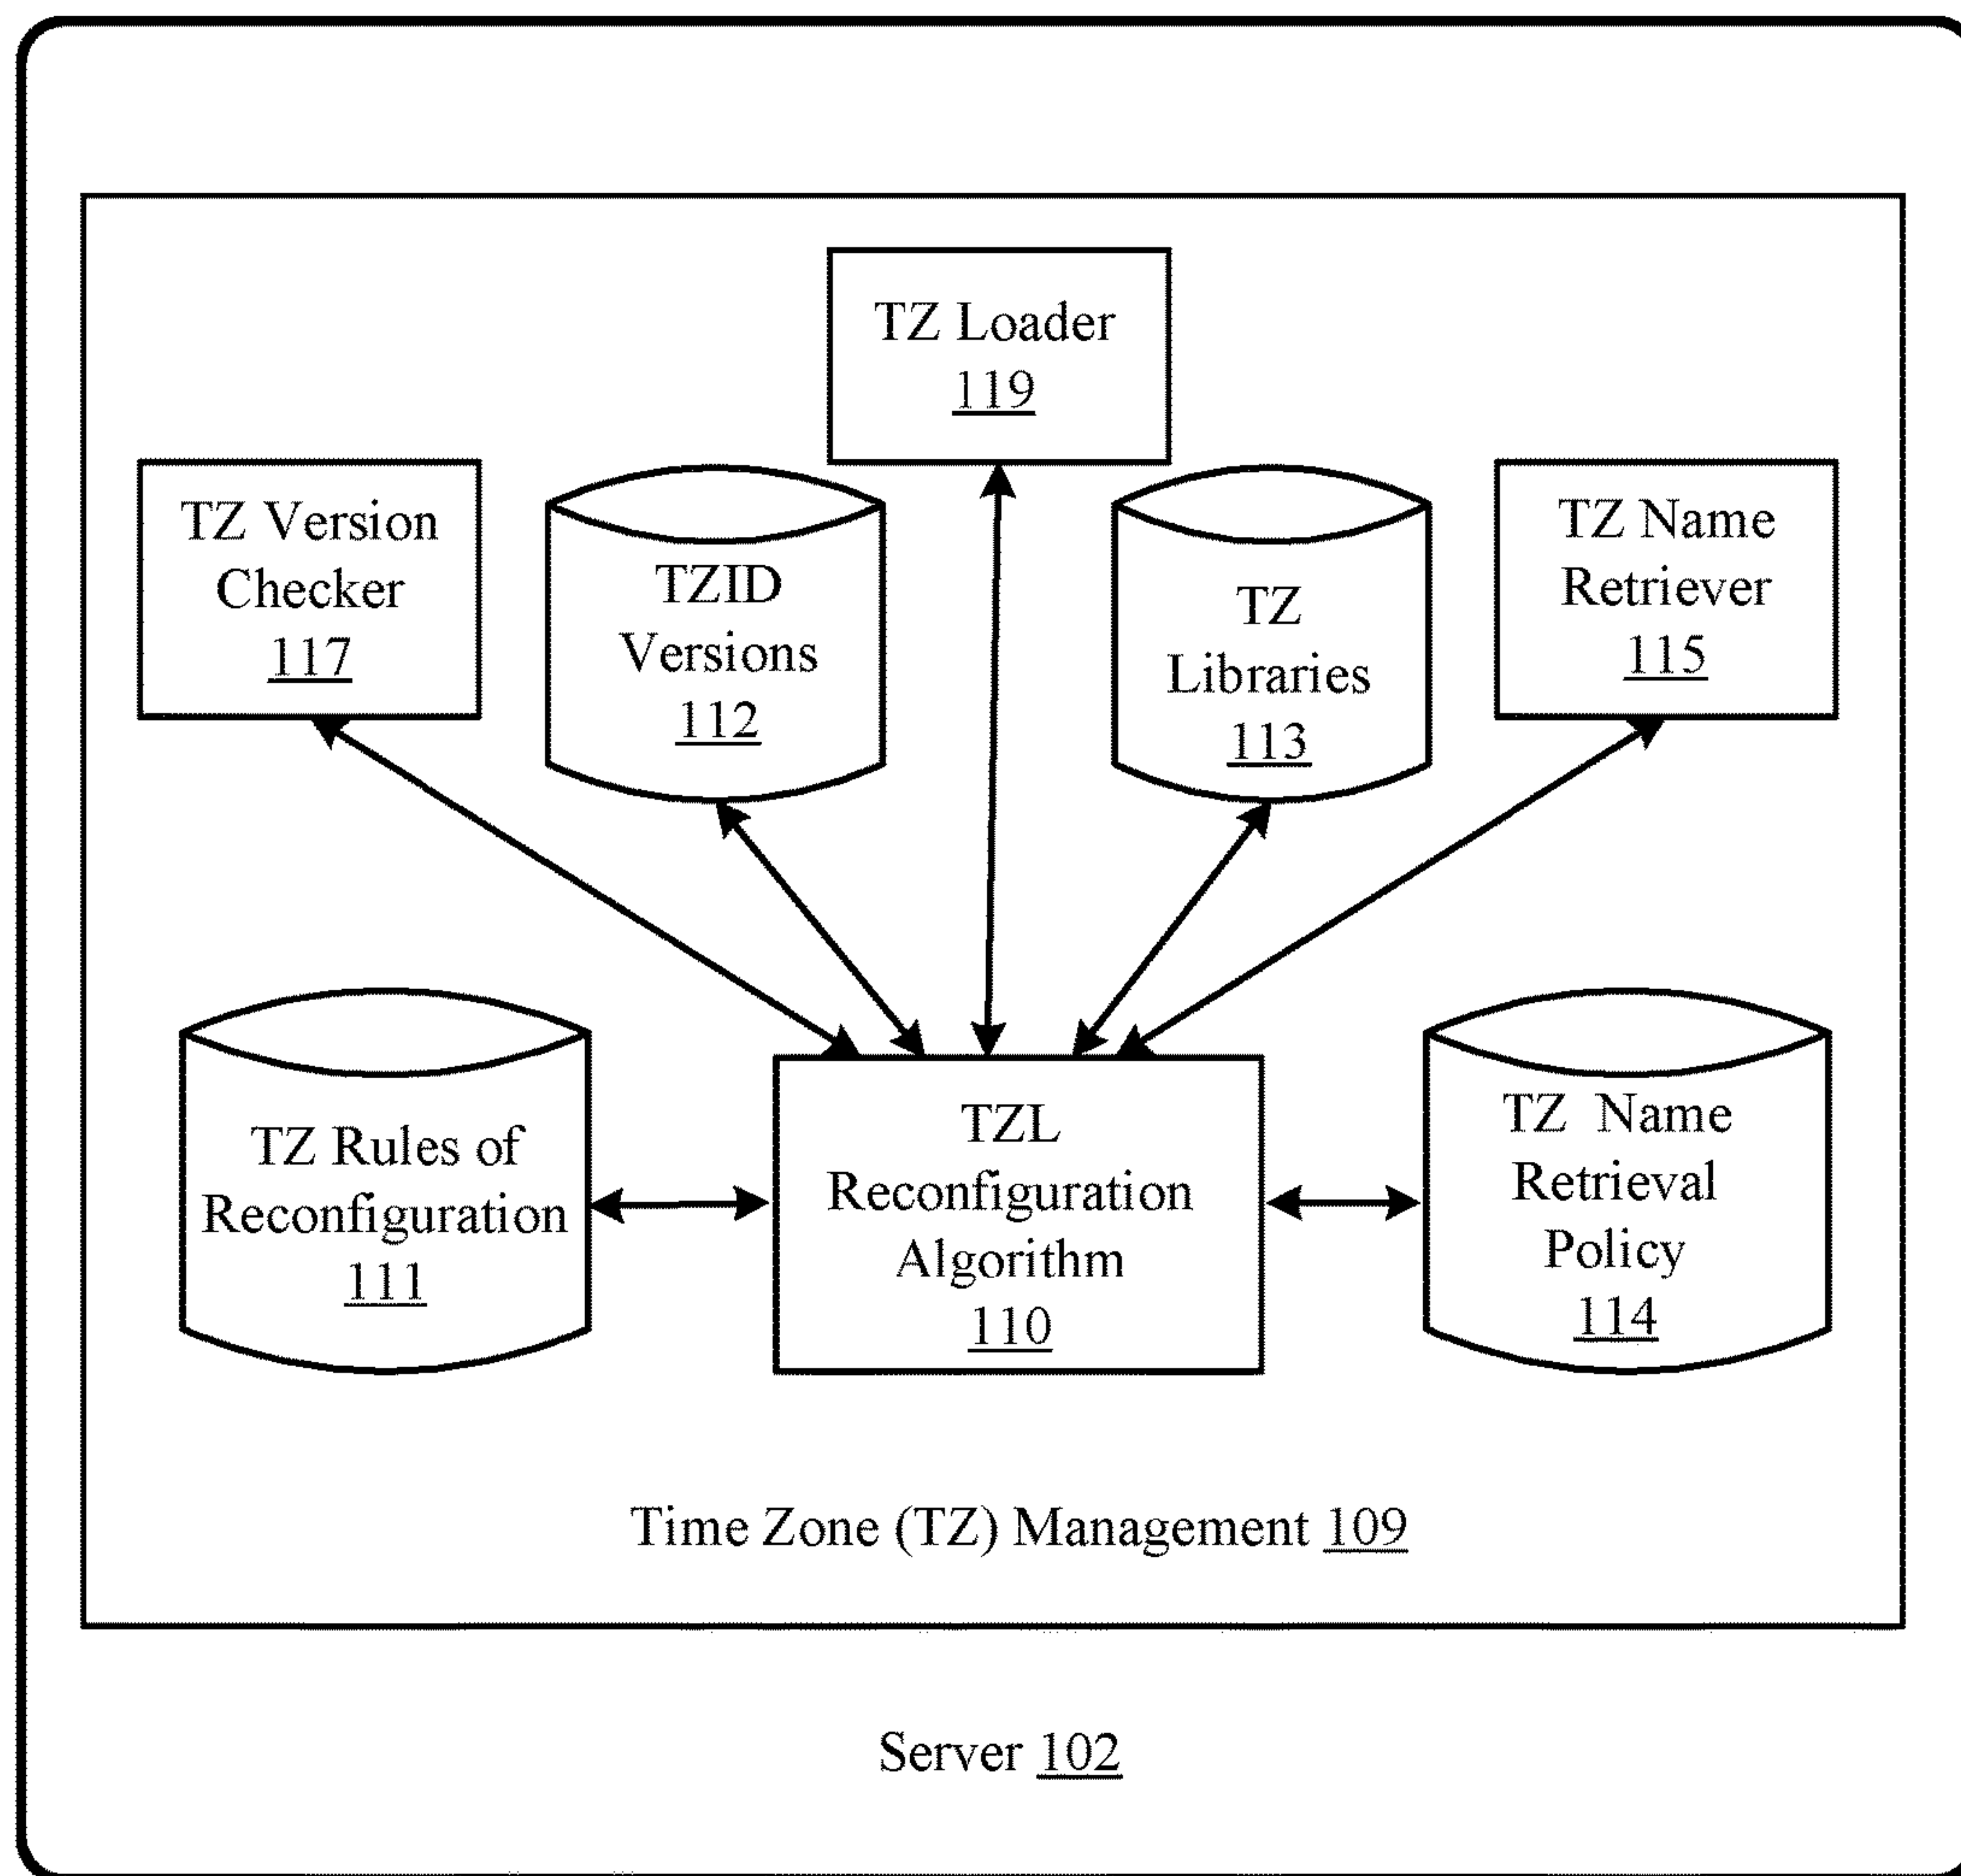 TZ Loader
119
TZ Version
Checker
117
TZID
Versions
112
TZ
Libraries
113
TZ Name
Retriever
115
TZ Rules of
Reconfiguration
111
TZL
Reconfiguration
Algorithm
110
TZ Name
Retrieval
Policy
114
Time Zone (TZ) Management 109
Server 102